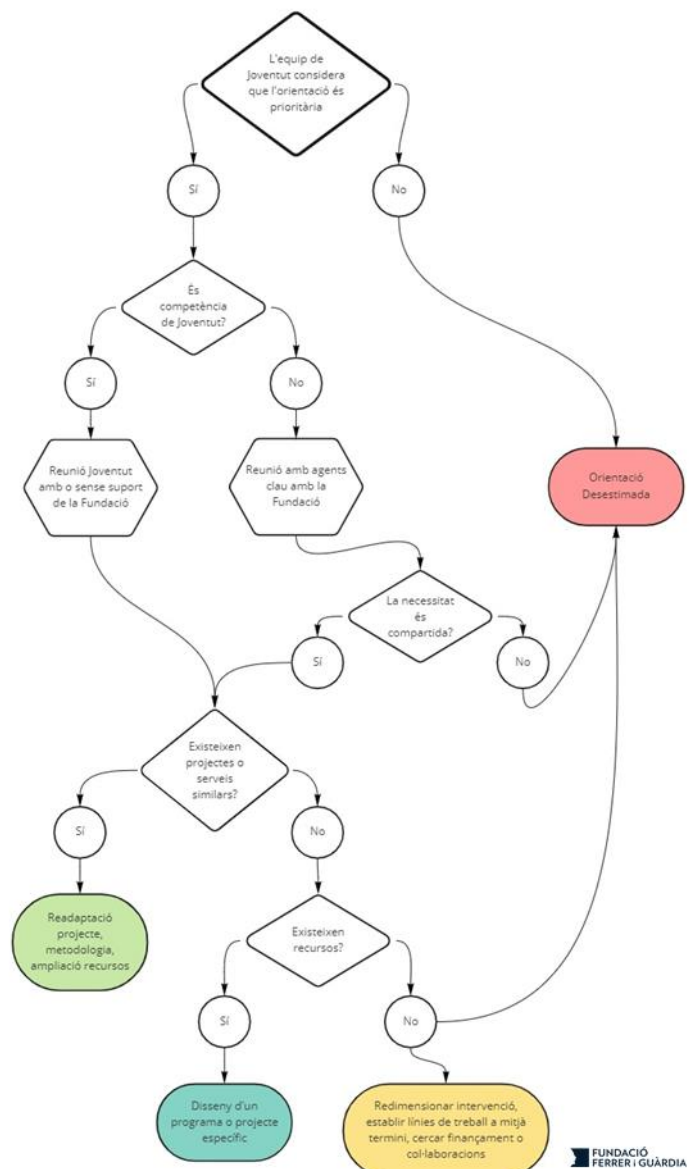 L'equip de
Joventut considera
que l'orientació és
prioritària
Sí
No
És
competència
de Joventut?
Sí
No
Reunió Joventut
amb o sense suport
de la Fundació
Reunió amb agents
clau amb la
Fundació
Orientació
Desestimada
La necessitat
és
compartida?
Sí
No
Existeixen
projectes o
serveis
similars?
Sí
No
Readaptació
projecte,
metodologia,
ampliació recursos
Existeixen
recursos?
Sí
No
Disseny d'un
programa o projecte
específic
Redimensionar intervenció,
establir línies de treball a mitjà
termini, cercar finançament o
col·laboracions
FUNDACIÓ
FERRER i GUÀRDIA